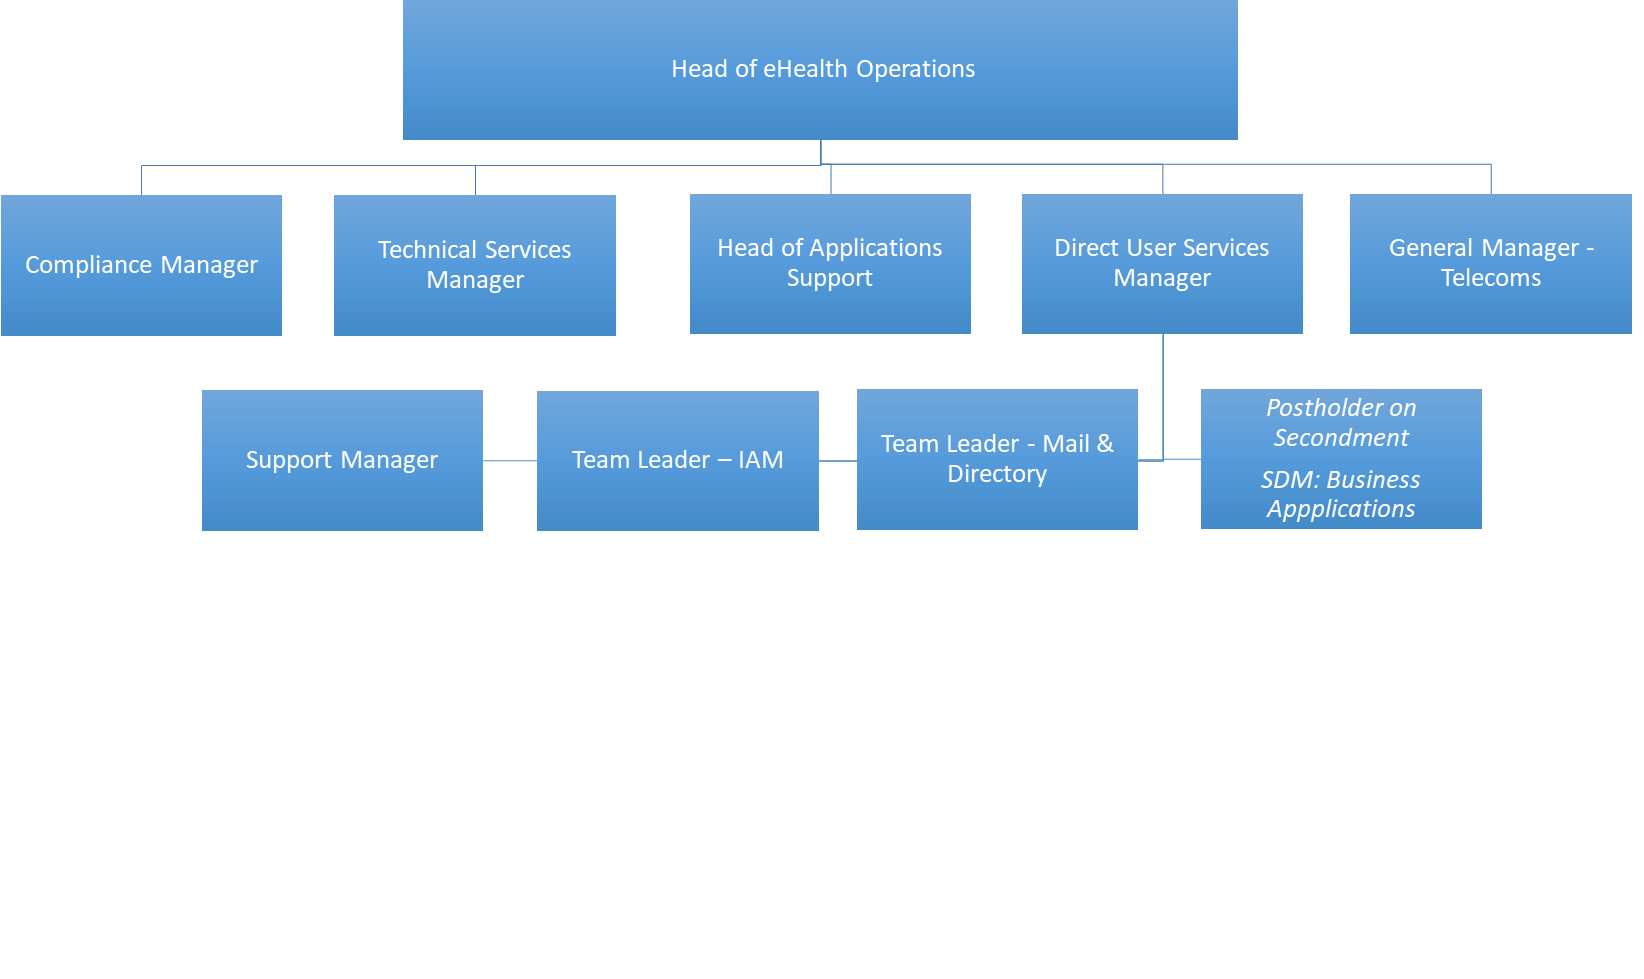 Head of eHealth Operations
Compliance Manager
Technical Services
Manager
Head of Applications
Support
Direct User Services
Manager
General Manager -
Telecoms
Support Manager
Team Leader – IAM
Team Leader - Mail &
Directory
Postholder on
Secondment
SDM: Business
Appplications